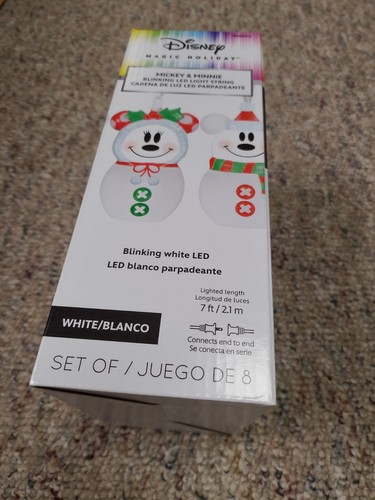 Disney
MAGIC HOLIDAY
MICKEY & MINNIE
BLINKING LED LIGHT STRING
CADENA DE LUZ LED PARPADEANTE
Blinking white LED
LED blanco parpadeante
Lighted length
Longitud de luces
7 ft / 2.1 m
WHITE/BLANCO
Connects end to end
Se conecta en serie
SET OF / JUEGO DE 8